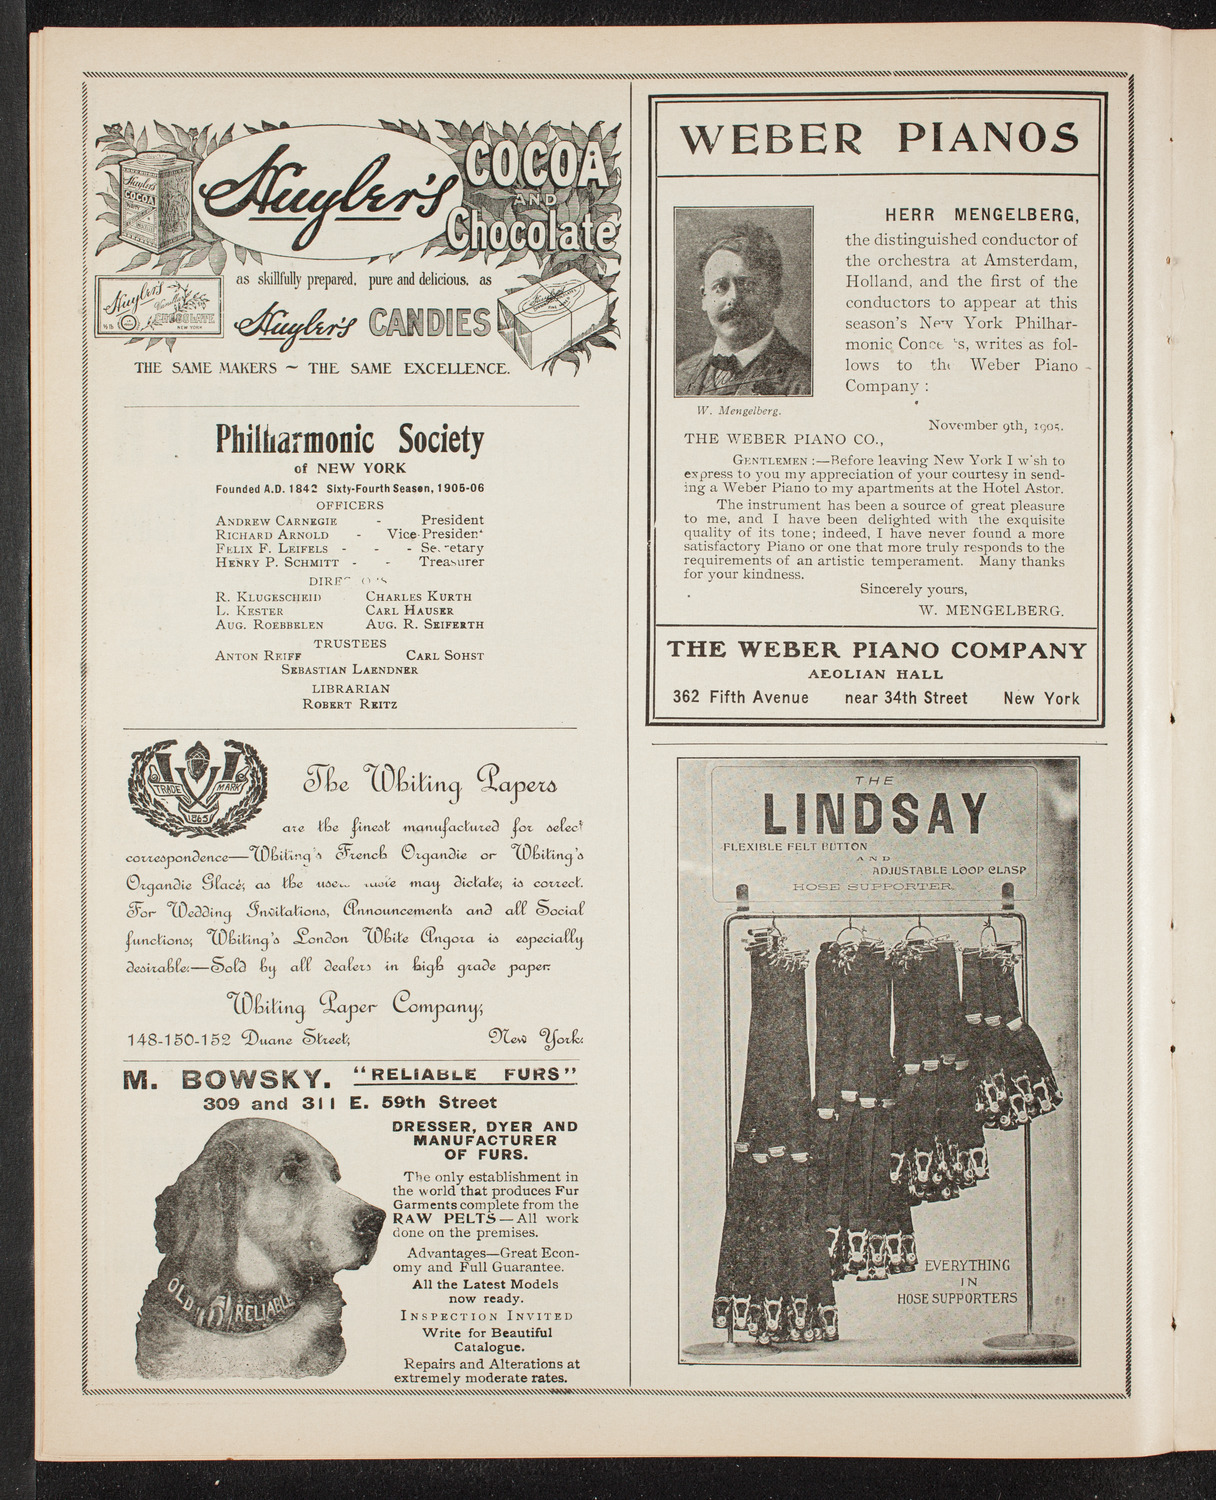 Huyler's
COCOA
AND
Chocolate
Huyler's
COCOA
Huyler's
Vanilla
CHOCOLATE
NEW YORK
as skillfully prepared, pure and delicious, as
Huyler's CANDIES
THE SAME MAKERS ~ THE SAME EXCELLENCE.
Philharmonic Society
of NEW YORK
Founded A.D. 1842 Sixty-Fourth Season, 1905-06
OFFICERS
ANDREW CARNEGIE - President
RICHARD ARNOLD - Vice-President
FELIX F. LEIFELS - - - Secretary
HENRY P. SCHMITT - - Treasurer
DIRECTORS
R. KLUGESCHEID CHARLES KURTH
L. KESTER CARL HAUSER
AUG. ROEBBELEN AUG. R. SEIFERTH
TRUSTEES
ANTON REIFF CARL SOHST
SEBASTIAN LAENDNER
LIBRARIAN
ROBERT REITZ
TRADE MARK
1865
The Whiting Papers
are the finest manufactured for select
correspondence—Whiting's French Organdie or Whiting's
Organdie Glacé; as the user's taste may dictate; is correct.
For Wedding Invitations, Announcements and all Social
functions; Whiting's London White Angora is especially
desirable:—Sold by all dealers in high grade paper.
Whiting Paper Company;
148-150-152 Duane Street; New York:
M. BOWSKY. "RELIABLE FURS"
309 and 311 E. 59th Street
DRESSER, DYER AND
MANUFACTURER
OF FURS.
The only establishment in
the world that produces Fur
Garments complete from the
RAW PELTS—All work
done on the premises.
Advantages—Great Econ-
omy and Full Guarantee.
All the Latest Models
now ready.
INSPECTION INVITED
Write for Beautiful
Catalogue.
Repairs and Alterations at
extremely moderate rates.
OLD RELIABLE
WEBER PIANOS
HERR MENGELBERG,
the distinguished conductor of
the orchestra at Amsterdam,
Holland, and the first of the
conductors to appear at this
season's New York Philhar-
monic Concerts, writes as fol-
lows to the Weber Piano
Company :
W. Mengelberg.
November 9th, 1905.
THE WEBER PIANO CO.,
GENTLEMEN :—Before leaving New York I wish to
express to you my appreciation of your courtesy in send-
ing a Weber Piano to my apartments at the Hotel Astor.
The instrument has been a source of great pleasure
to me, and I have been delighted with the exquisite
quality of its tone; indeed, I have never found a more
satisfactory Piano or one that more truly responds to the
requirements of an artistic temperament. Many thanks
for your kindness.
Sincerely yours,
W. MENGELBERG.
THE WEBER PIANO COMPANY
AEOLIAN HALL
362 Fifth Avenue near 34th Street New York
THE
LINDSAY
FLEXIBLE FELT BUTTON
AND
ADJUSTABLE LOOP CLASP
HOSE SUPPORTER
EVERYTHING
IN
HOSE SUPPORTERS